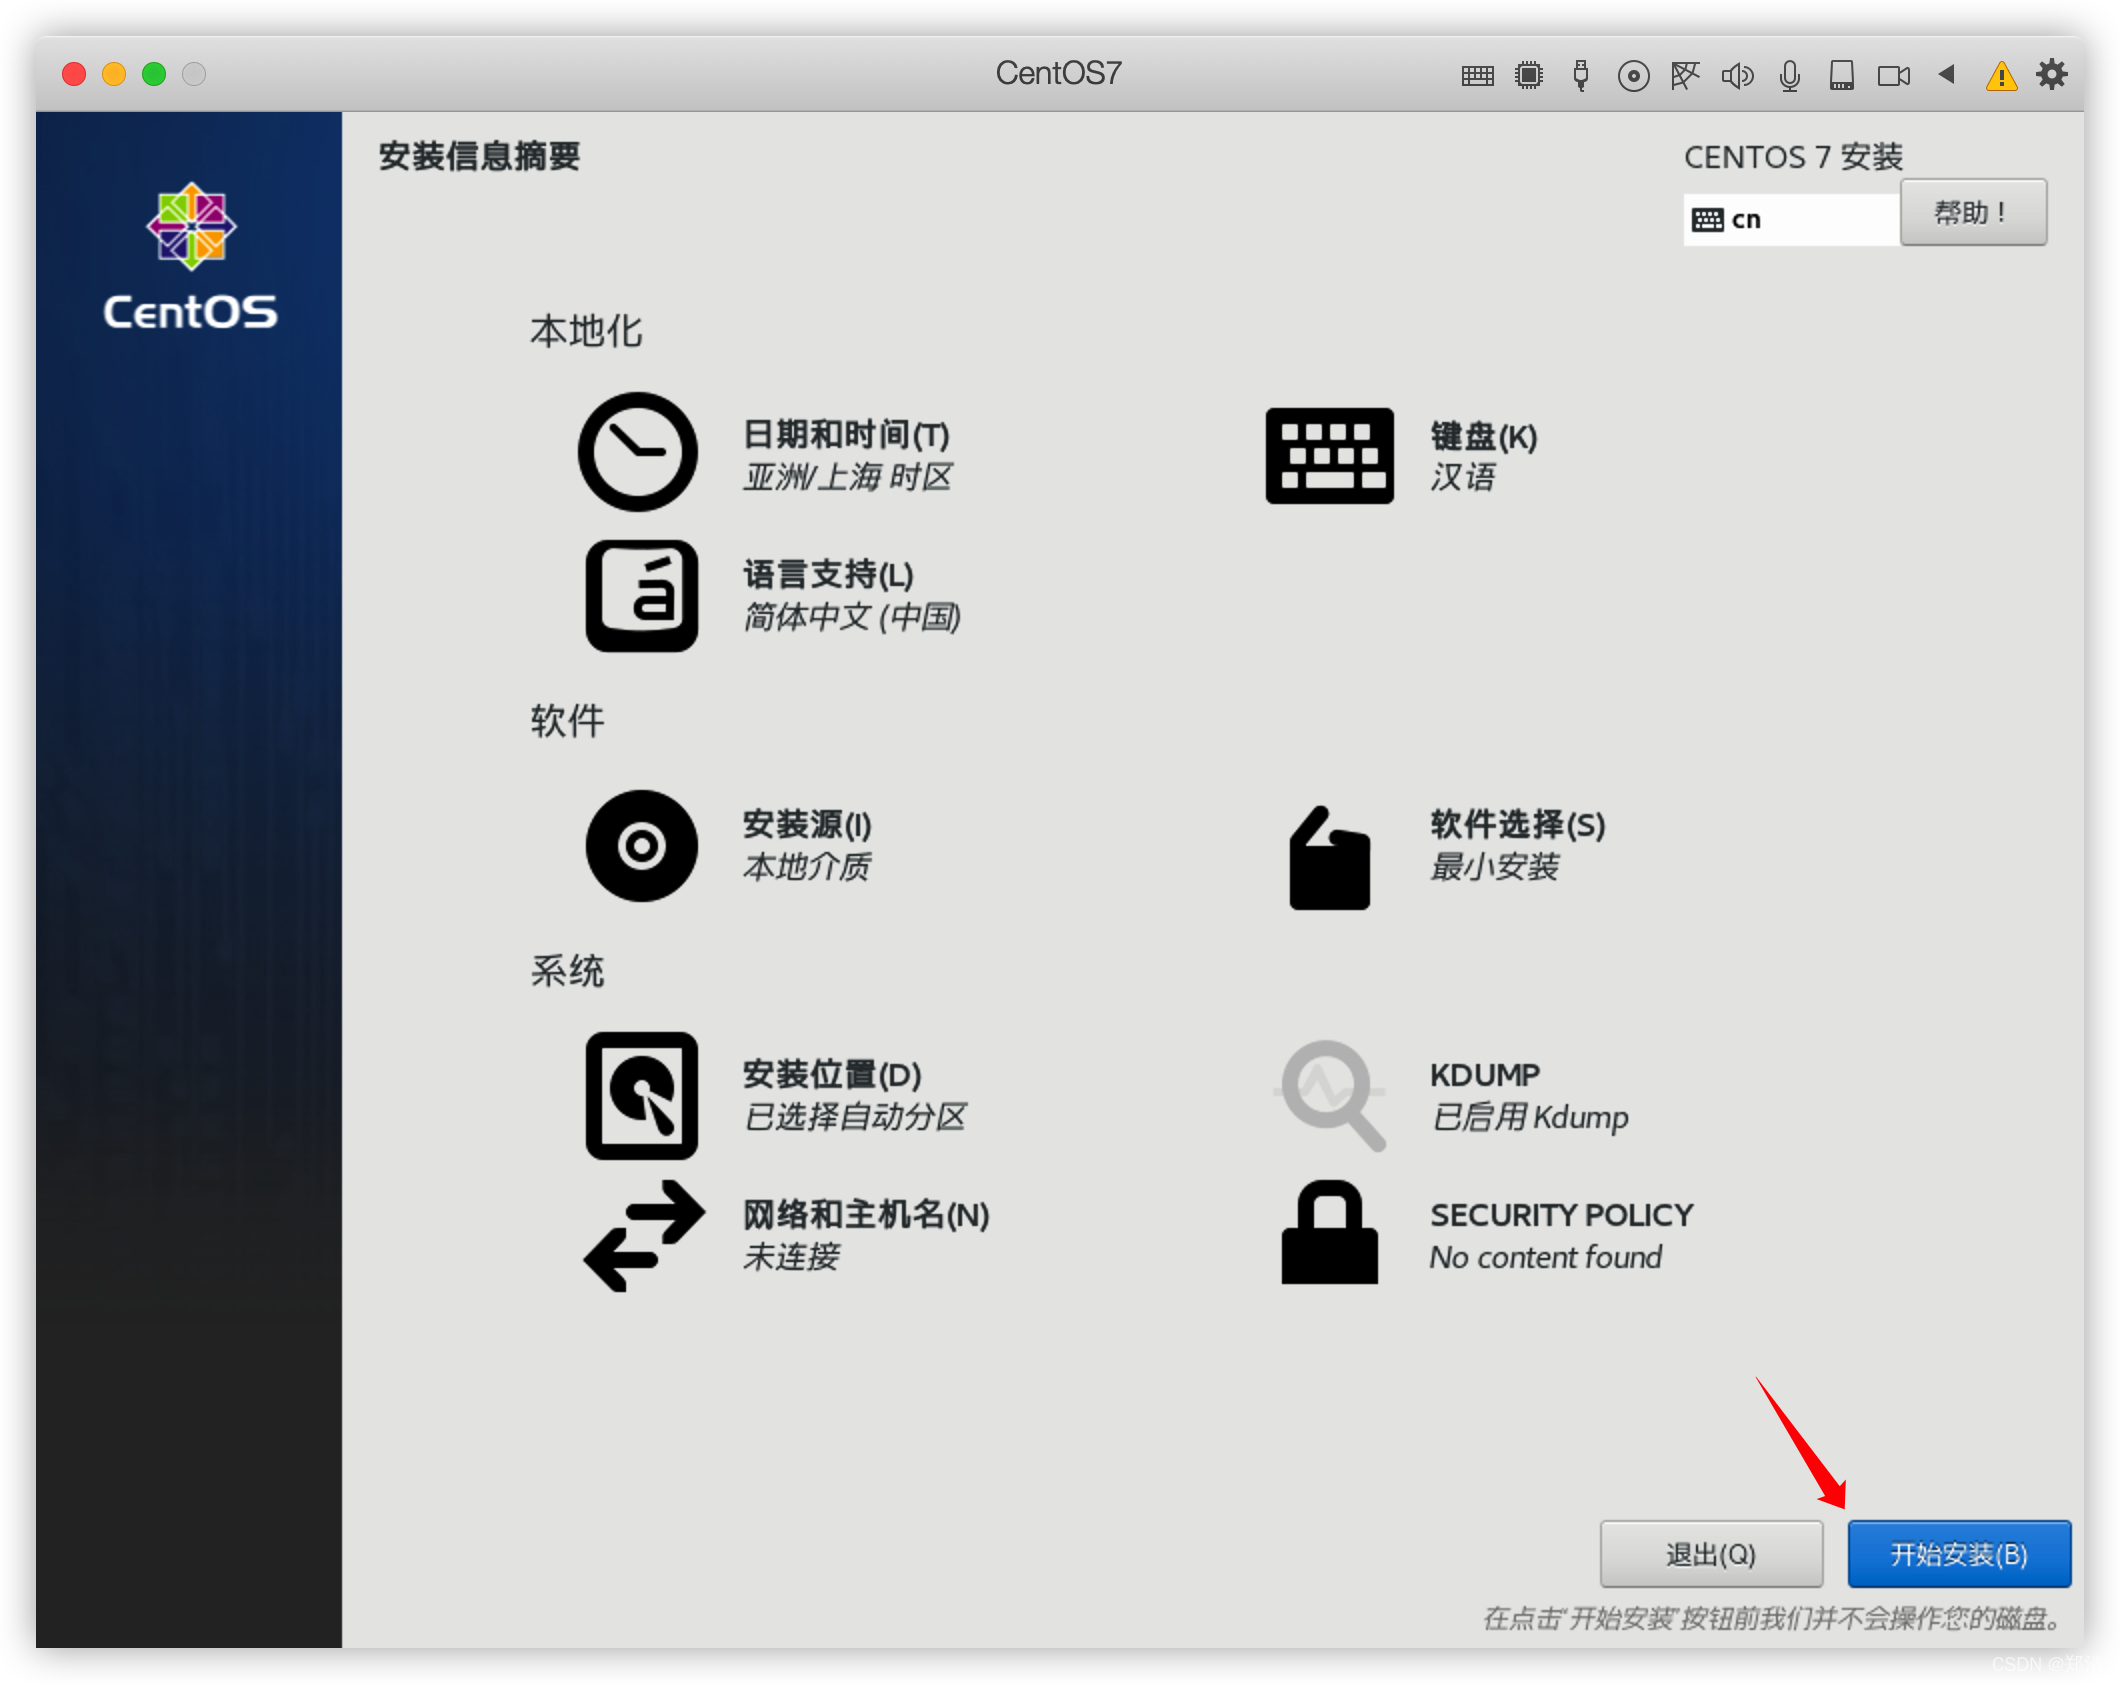 CentOS7
安装信息摘要
CENTOS 7 安装
cn
帮助！
CentOS
本地化
日期和时间(T)
亚洲/上海 时区
键盘(K)
汉语
á
语言支持(L)
简体中文 (中国)
软件
安装源(I)
本地介质
软件选择(S)
最小安装
系统
安装位置(D)
已选择自动分区
KDUMP
已启用 Kdump
网络和主机名(N)
未连接
SECURITY POLICY
No content found
退出(Q)
开始安装(B)
在点击“开始安装”按钮前我们并不会操作您的磁盘。
CSDN